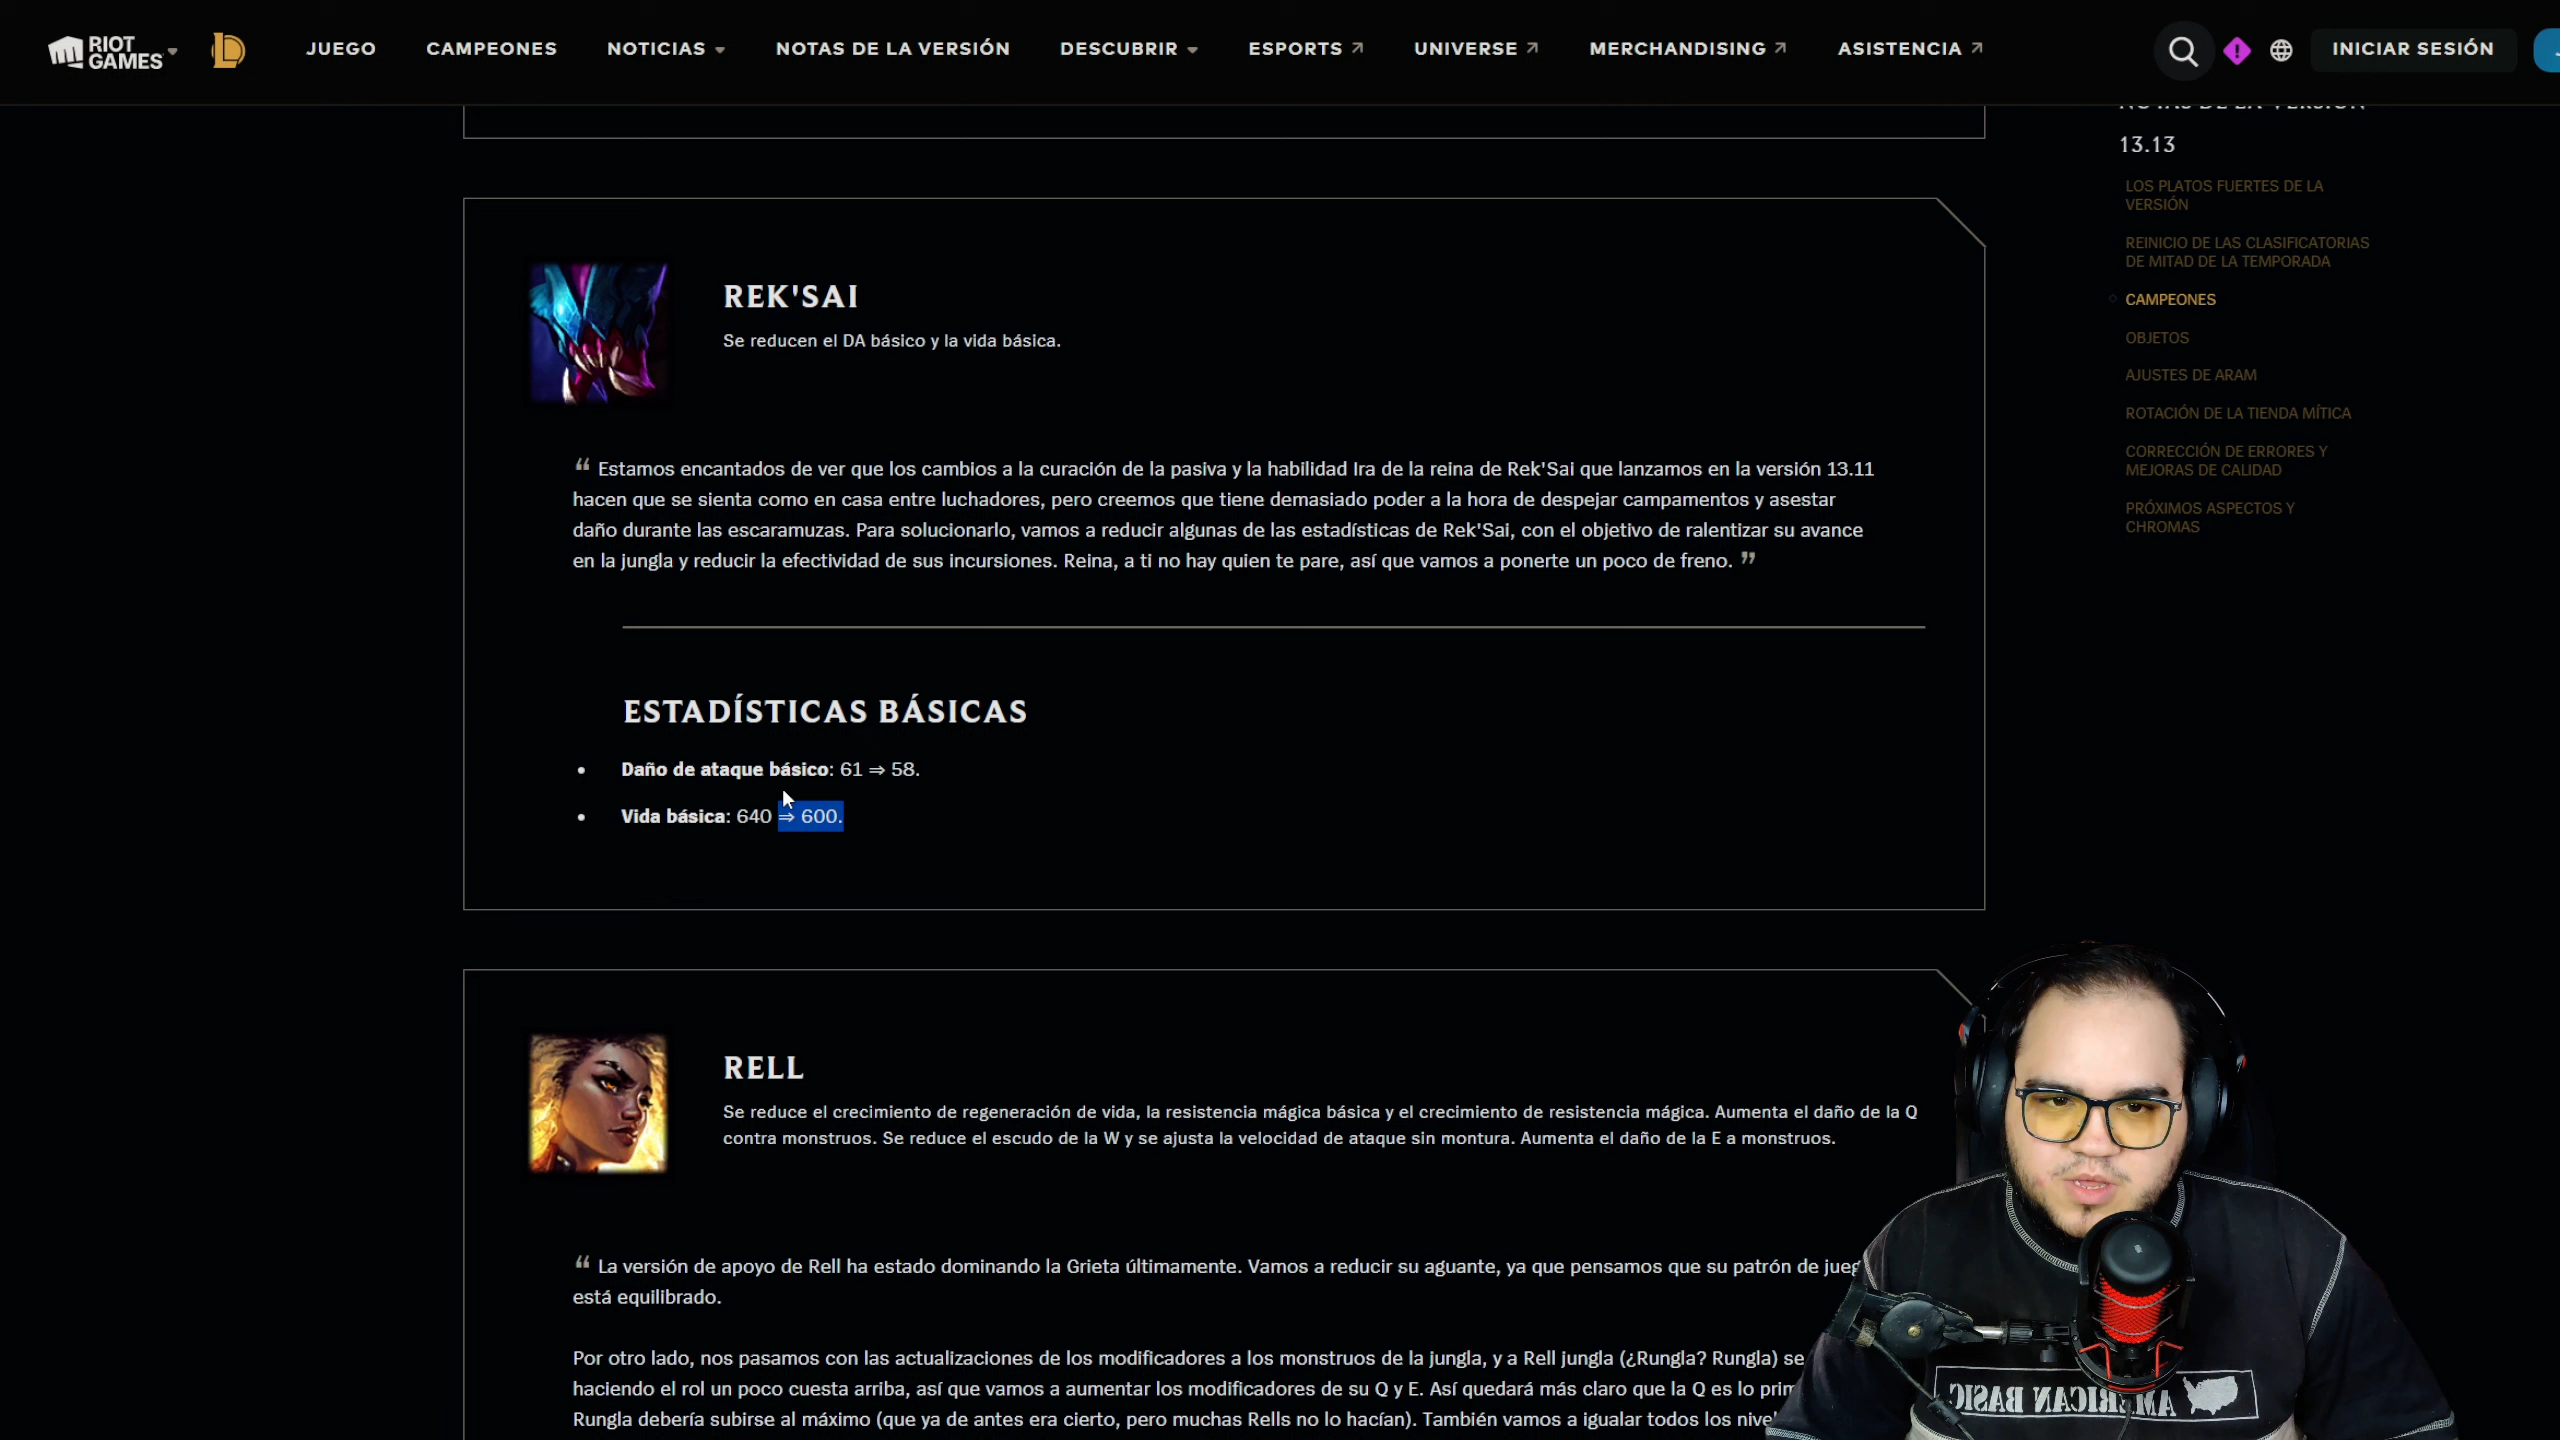 RIOT
GAMES
JUEGO
CAMPEONES
NOTICIAS
NOTAS DE LA VERSIÓN
DESCUBRIR
ESPORTS
UNIVERSE
MERCHANDISING
ASISTENCIA
INICIAR SESIÓN
NOTAS DE LA VERSIÓN
13.13
LOS PLATOS FUERTES DE LA
VERSIÓN
REINICIO DE LAS CLASIFICATORIAS
DE MITAD DE LA TEMPORADA
CAMPEONES
OBJETOS
AJUSTES DE ARAM
ROTACIÓN DE LA TIENDA MÍTICA
CORRECCIÓN DE ERRORES Y
MEJORAS DE CALIDAD
PRÓXIMOS ASPECTOS Y
CHROMAS
REK'SAI
Se reducen el DA básico y la vida básica.
“ Estamos encantados de ver que los cambios a la curación de la pasiva y la habilidad Ira de la reina de Rek'Sai que lanzamos en la versión 13.11
hacen que se sienta como en casa entre luchadores, pero creemos que tiene demasiado poder a la hora de despejar campamentos y asestar
daño durante las escaramuzas. Para solucionarlo, vamos a reducir algunas de las estadísticas de Rek'Sai, con el objetivo de ralentizar su avance
en la jungla y reducir la efectividad de sus incursiones. Reina, a ti no hay quien te pare, así que vamos a ponerte un poco de freno. ”
ESTADÍSTICAS BÁSICAS
• Daño de ataque básico: 61 ⇒ 58.
• Vida básica: 640 ⇒ 600.
RELL
Se reduce el crecimiento de regeneración de vida, la resistencia mágica básica y el crecimiento de resistencia mágica. Aumenta el daño de la Q
contra monstruos. Se reduce el escudo de la W y se ajusta la velocidad de ataque sin montura. Aumenta el daño de la E a monstruos.
“ La versión de apoyo de Rell ha estado dominando la Grieta últimamente. Vamos a reducir su aguante, ya que pensamos que su patrón de
está equilibrado.
Por otro lado, nos pasamos con las actualizaciones de los modificadores a los monstruos de la jungla, y a Rell jungla (¿Rungla? Rungla) se
haciendo el rol un poco cuesta arriba, así que vamos a aumentar los modificadores de su Q y E. Así quedará más claro que la Q es lo
Rungla debería subirse al máximo (que ya de antes era cierto, pero muchas Rells no lo hacían). También vamos a igualar todos los
AMERICAN BASIC